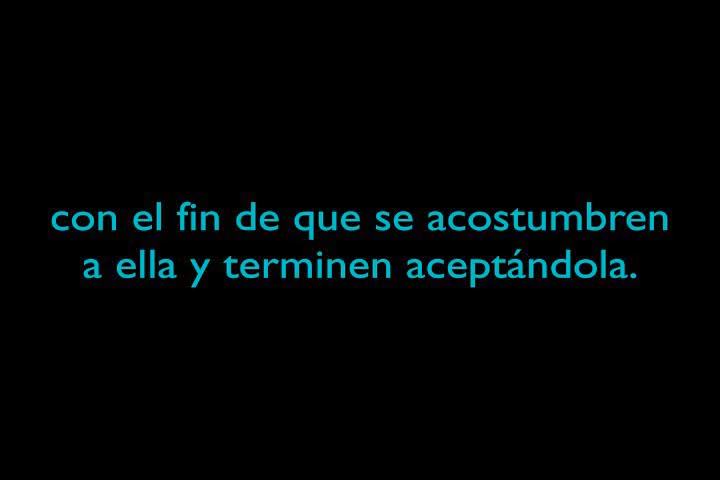 con el fin de que se acostumbren
a ella y terminen aceptándola.